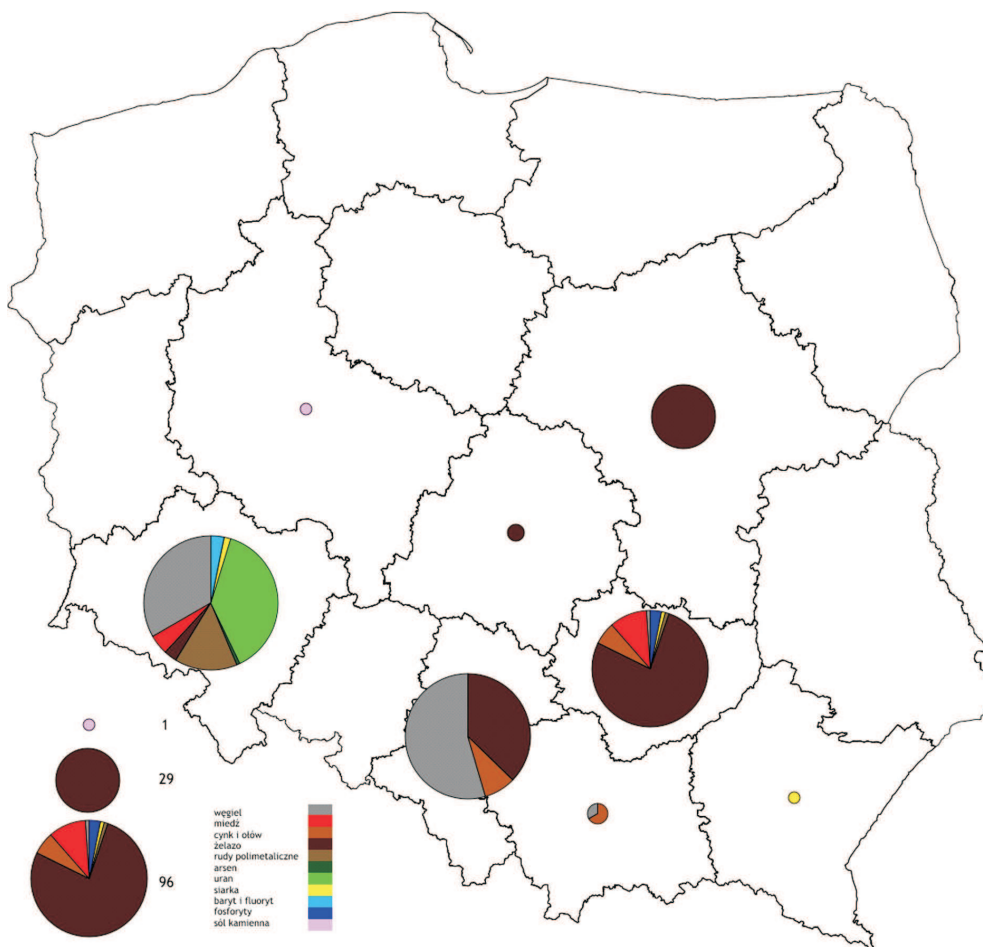 1
29
96
węgiel
miedź
cynk i ołów
żelazo
rudy polimetaliczne
arsen
uran
siarka
baryt i fluoryt
fosforyty
sól kamienna